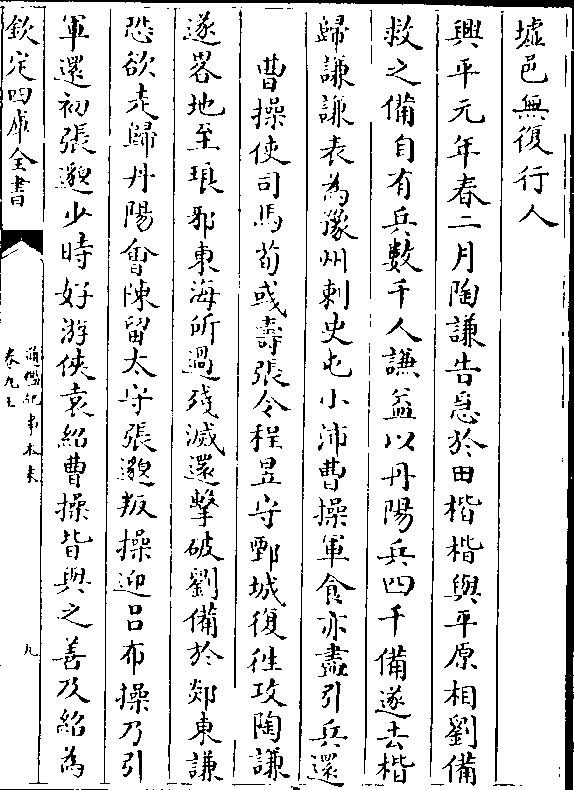 墟邑無復行人
興平元年春二月陶謙告急於田楷楷與平原相劉備
救之備自有兵數千人謙益以丹陽兵四千備遂去楷
歸謙謙表為豫州刺史屯小沛曹操軍食亦盡引兵還
曹操使司馬荀彧壽張令程昱守鄄城復徃攻陶謙
遂畧地至琅邪東海所過殘滅還擊破劉備於郯東謙
恐欲走歸丹陽會陳留太守張邈叛操迎吕布操乃引
軍還初張邈少時好游俠袁紹曹操皆與之善及紹為
欽定四庫全書
通鑑紀事本末
卷九上
九